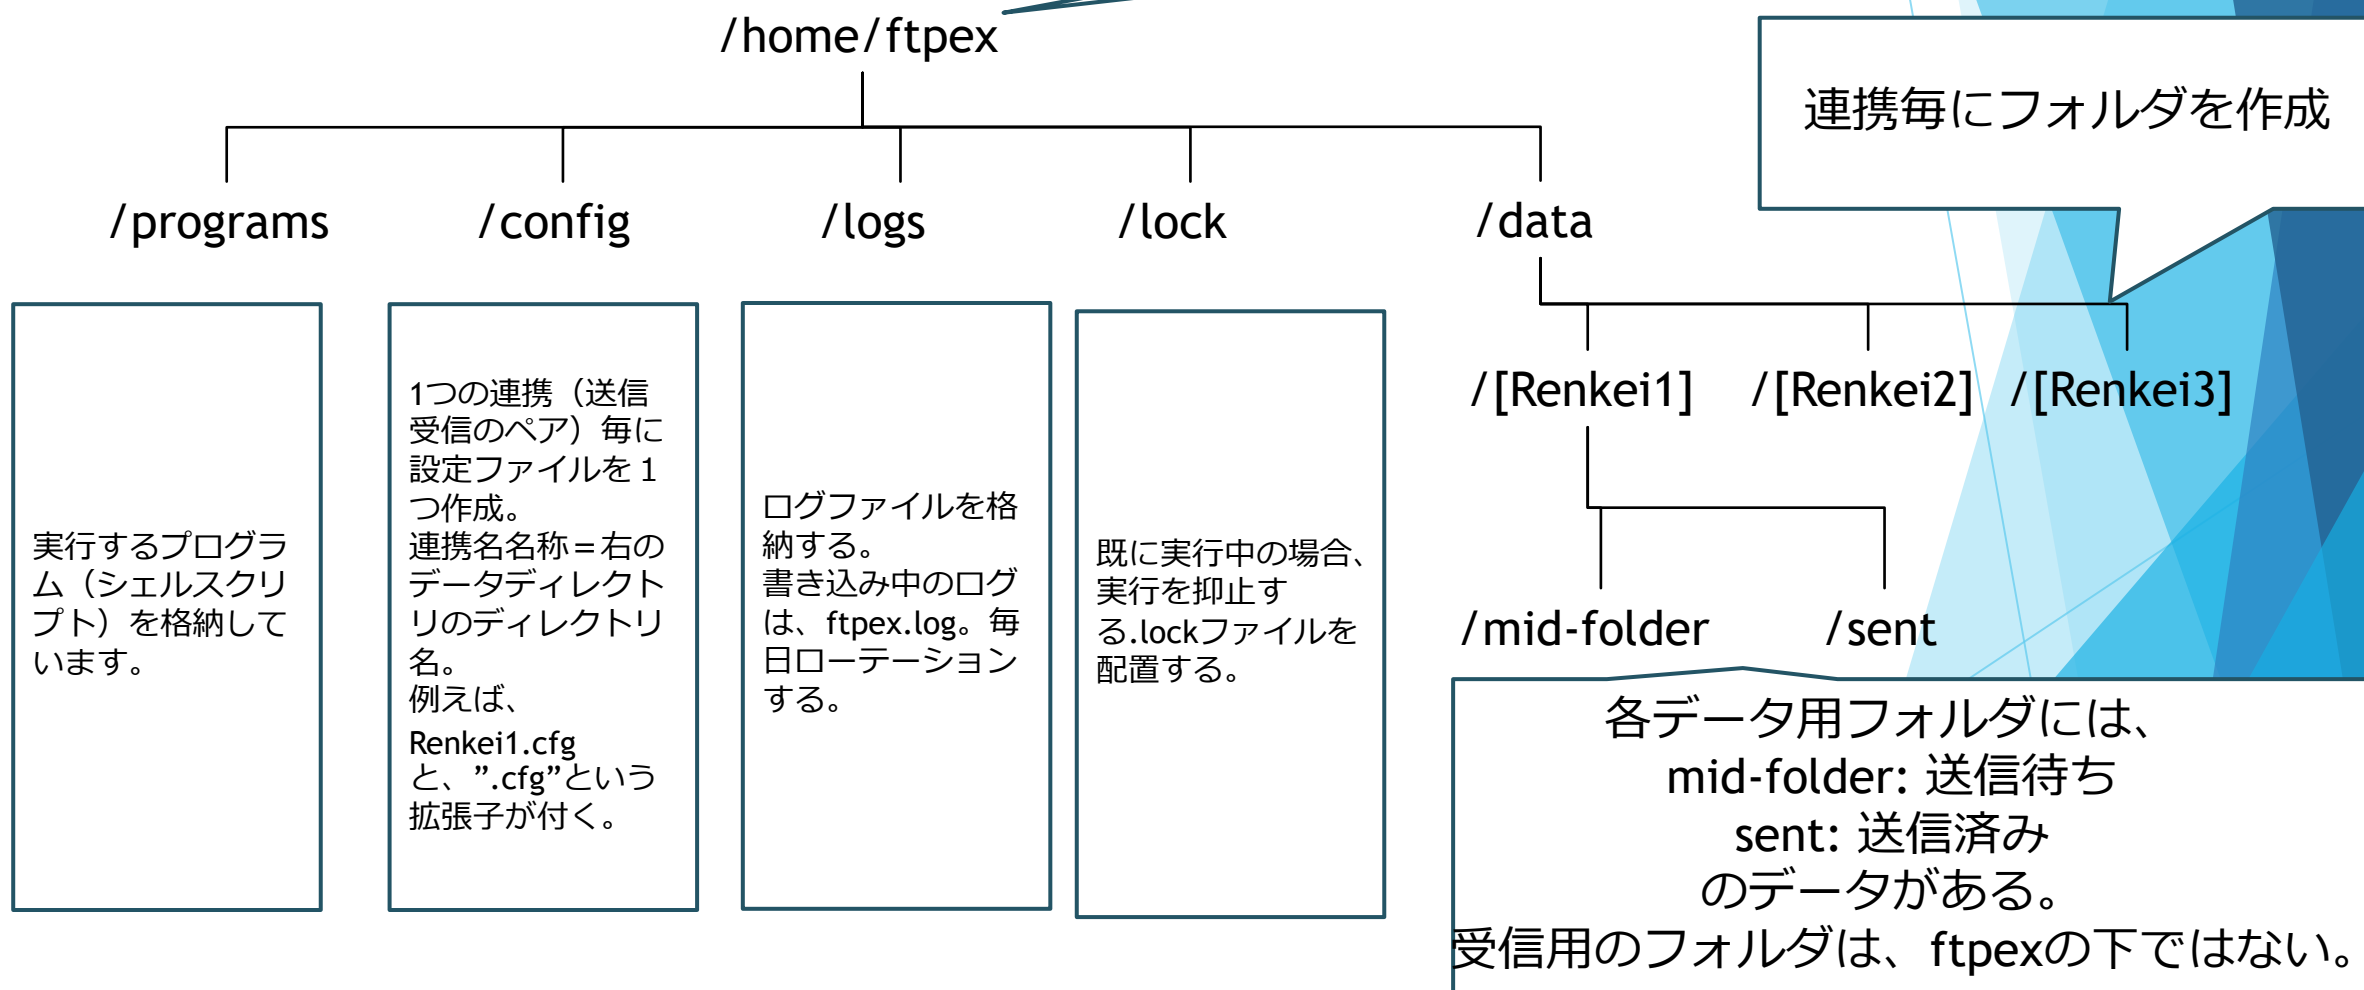 /home/ftpex
連携毎にフォルダを作成
/programs
/config
/logs
/lock
/data
実行するプログラ
ム（シェルスクリ
プト）を格納して
います。
1つの連携（送信
受信のペア）毎に
設定ファイルを１
つ作成。
連携名名称＝右の
データディレクト
リのディレクトリ
名。
例えば、
Renkei1.cfg
と、”.cfg”という
拡張子が付く。
ログファイルを格
納する。
書き込み中のログ
は、ftpex.log。毎
日ローテーション
する。
既に実行中の場合、
実行を抑止す
る.lockファイルを
配置する。
/[Renkei1]
/[Renkei2]
/[Renkei3]
/mid-folder
/sent
各データ用フォルダには、
mid-folder: 送信待ち
sent: 送信済み
のデータがある。
受信用のフォルダは、ftpexの下ではない。